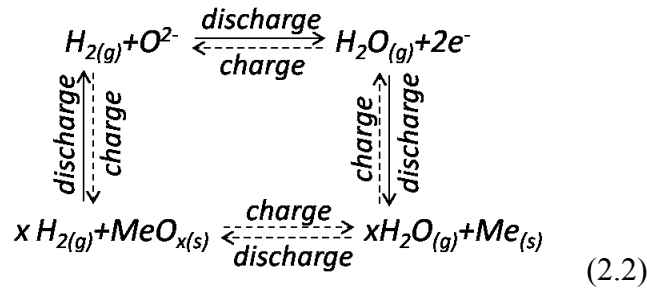 discharge
H₂(g)+O²⁻ H₂O(g)+2e⁻
charge
discharge
charge
charge
discharge
charge
x H₂(g)+MeOₓ(s) xH₂O(g)+Me(s)
discharge
(2.2)